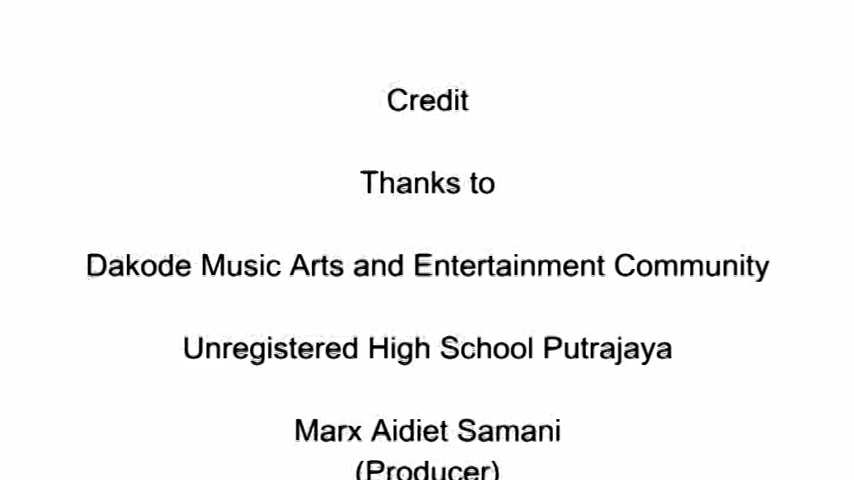 Credit
Thanks to
Dakode Music Arts and Entertainment Community
Unregistered High School Putrajaya
Marx Aidiet Samani
(Producer)